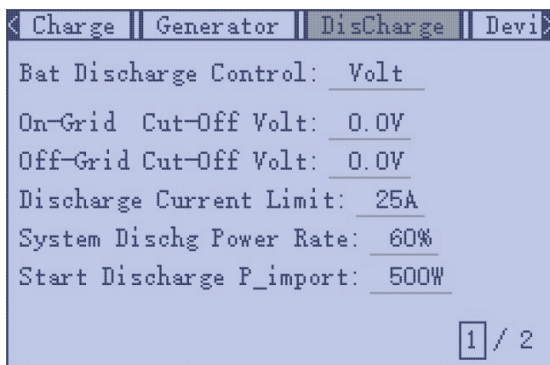 Charge Generator DisCharge Devi
Bat Discharge Control: Volt
On-Grid Cut-Off Volt: 0.0V
Off-Grid Cut-Off Volt: 0.0V
Discharge Current Limit: 25A
System Dischg Power Rate: 60%
Start Discharge P_import: 500W
1 / 2